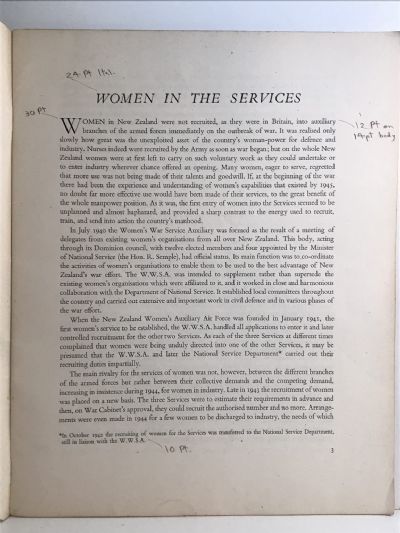 24 Pt Ital.
WOMEN IN THE SERVICES
30 Pt
12 Pt on
14pt body
WOMEN in New Zealand were not recruited, as they were in Britain, into auxiliary
branches of the armed forces immediately on the outbreak of war. It was realised only
slowly how great was the unexploited asset of the country's woman-power for defence and
industry. Nurses indeed were recruited by the Army as soon as war began; but on the whole New
Zealand women were at first left to carry on such voluntary work as they could undertake or
to enter industry wherever chance offered an opening. Many women, eager to serve, regretted
that more use was not being made of their talents and goodwill. If, at the beginning of the war
there had been the experience and understanding of women's capabilities that existed by 1945,
no doubt far more effective use would have been made of their services, to the great benefit of
the whole manpower position. As it was, the first entry of women into the Services seemed to be
unplanned and almost haphazard, and provided a sharp contrast to the energy used to recruit,
train, and send into action the country's manhood.
In July 1940 the Women's War Service Auxiliary was formed as the result of a meeting of
delegates from existing women's organisations from all over New Zealand. This body, acting
through its Dominion council, with twelve elected members and four appointed by the Minister
of National Service (the Hon. R. Semple), had official status. Its main function was to co-ordinate
the activities of women's organisations to enable them to be used to the best advantage of New
Zealand's war effort. The W.W.S.A. was intended to supplement rather than supersede the
existing women's organisations which were affiliated to it, and it worked in close and harmonious
collaboration with the Department of National Service. It established local committees throughout
the country and carried out extensive and important work in civil defence and in various phases of
the war effort.
When the New Zealand Women's Auxiliary Air Force was founded in January 1941, the
first women's service to be established, the W.W.S.A. handled all applications to enter it and later
controlled recruitment for the other two Services. As each of the three Services at different times
complained that women were being unduly directed into one of the other Services, it may be
presumed that the W.W.S.A. and later the National Service Department* carried out their
recruiting duties impartially.
The main rivalry for the services of women was not, however, between the different branches
of the armed forces but rather between their collective demands and the competing demand,
increasing in insistence during 1944, for women in industry. Late in 1943 the recruitment of women
was placed on a new basis. The three Services were to estimate their requirements in advance and
then, on War Cabinet's approval, they could recruit the authorised number and no more. Arrange-
ments were even made in 1944 for a few women to be discharged to industry, the needs of which
*In October 1942 the recruiting of women for the Services was transferred to the National Service Department,
still in liaison with the W.W.S.A.
10 Pt.
3